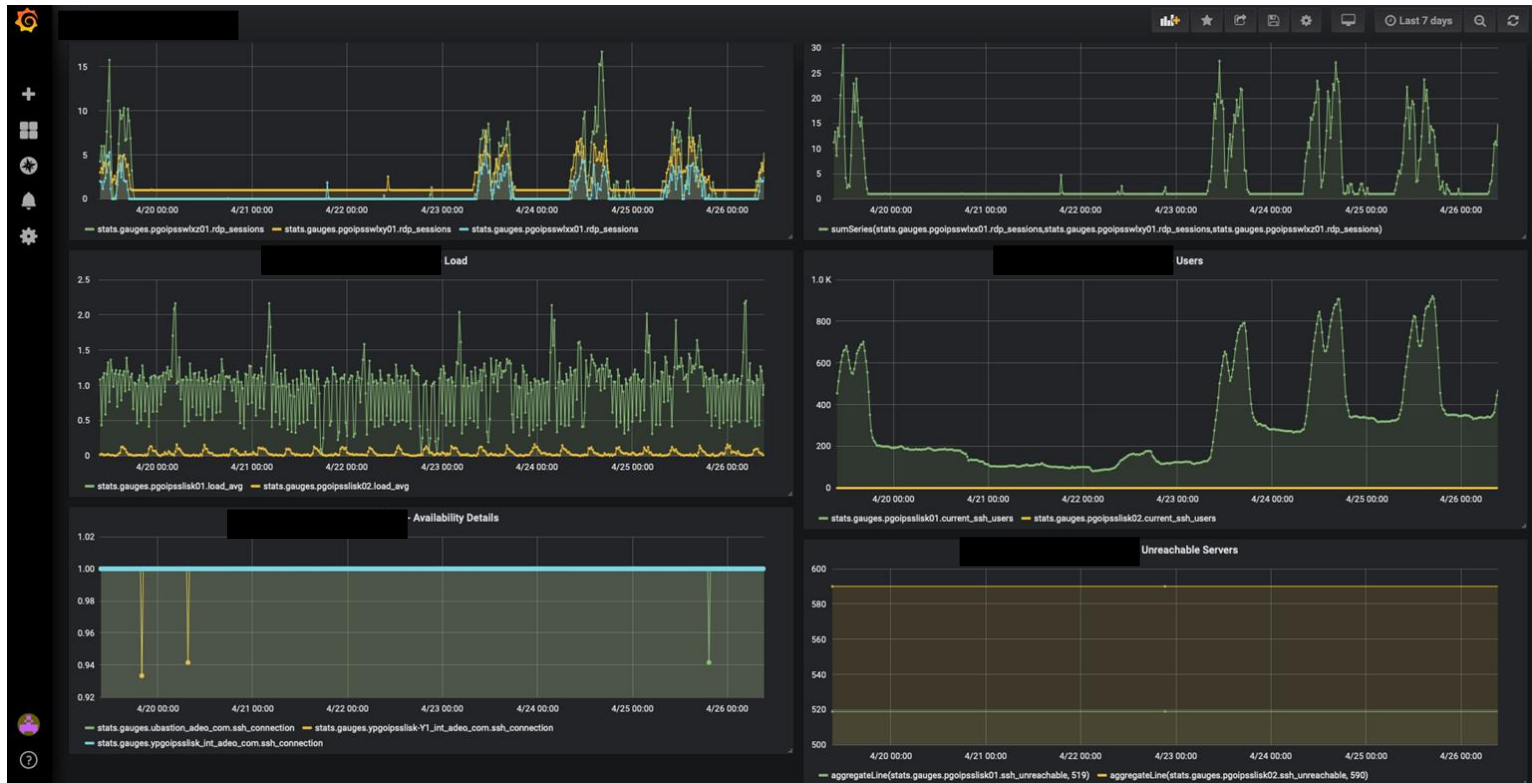 Last 7 days
15
10
5
0
4/20 00:00 4/21 00:00 4/22 00:00 4/23 00:00 4/24 00:00 4/25 00:00 4/26 00:00
stats.gauges.pgoipsswlxz01.rdp_sessions stats.gauges.pgoipsswlxy01.rdp_sessions stats.gauges.pgoipsswlxx01.rdp_sessions
30
25
20
15
10
5
0
4/20 00:00 4/21 00:00 4/22 00:00 4/23 00:00 4/24 00:00 4/25 00:00 4/26 00:00
sumSeries(stats.gauges.pgoipsswlxx01.rdp_sessions,stats.gauges.pgoipsswlxy01.rdp_sessions,stats.gauges.pgoipsswlxz01.rdp_sessions)
Load
2.5
2.0
1.5
1.0
0.5
0
4/20 00:00 4/21 00:00 4/22 00:00 4/23 00:00 4/24 00:00 4/25 00:00 4/26 00:00
stats.gauges.pgoipsslisk01.load_avg stats.gauges.pgoipsslisk02.load_avg
Users
1.0 K
800
600
400
200
0
4/20 00:00 4/21 00:00 4/22 00:00 4/23 00:00 4/24 00:00 4/25 00:00 4/26 00:00
stats.gauges.pgoipsslisk01.current_ssh_users stats.gauges.pgoipsslisk02.current_ssh_users
- Availability Details
1.02
1.00
0.98
0.96
0.94
0.92
4/20 00:00 4/21 00:00 4/22 00:00 4/23 00:00 4/24 00:00 4/25 00:00 4/26 00:00
stats.gauges.ubastion_adeo_com.ssh_connection stats.gauges.ypgoipsslisk-Y1_int_adeo_com.ssh_connection
stats.gauges.ypgoipsslisk_int_adeo_com.ssh_connection
Unreachable Servers
600
580
560
540
520
500
4/20 00:00 4/21 00:00 4/22 00:00 4/23 00:00 4/24 00:00 4/25 00:00 4/26 00:00
aggregateLine(stats.gauges.pgoipsslisk01.ssh_unreachable, 519) aggregateLine(stats.gauges.pgoipsslisk02.ssh_unreachable, 590)